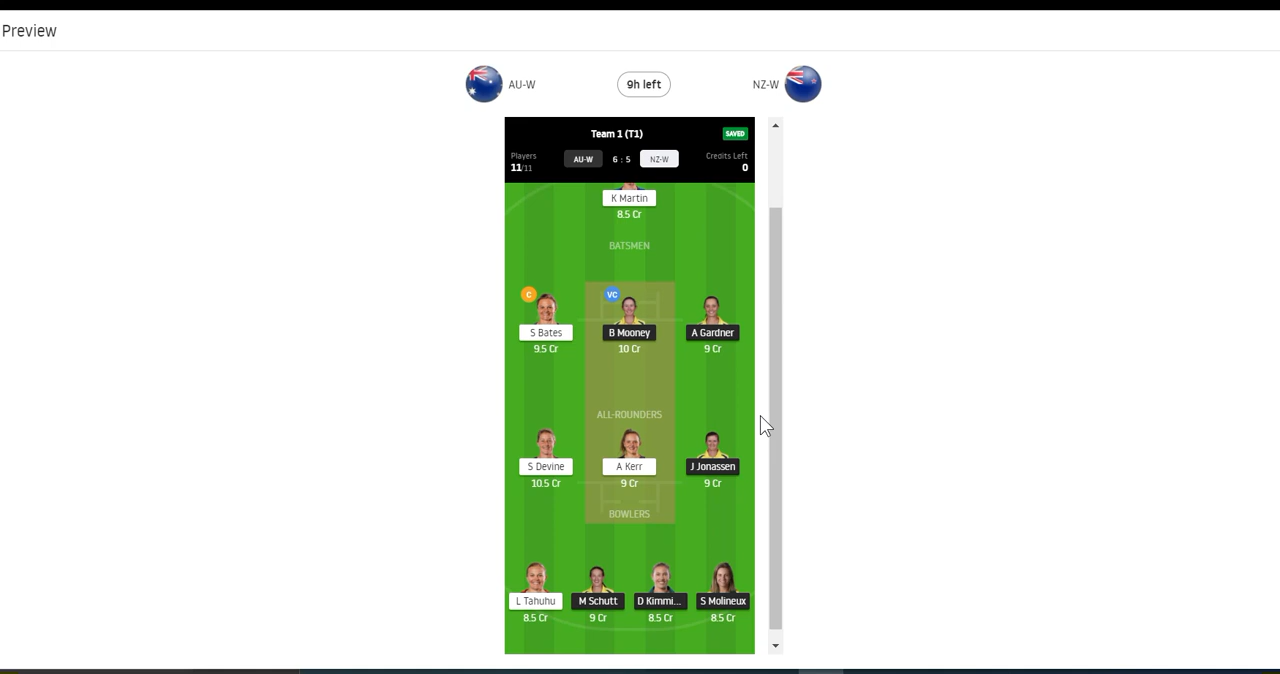 Preview
AU-W 9h left NZ-W
Team 1 (T1) SAVED
Players AU-W 6 : 5 NZ-W Credits Left
11/11 0
K Martin
8.5 Cr
BATSMEN
C VC
S Bates B Mooney A Gardner
9.5 Cr 10 Cr 9 Cr
ALL-ROUNDERS
S Devine A Kerr J Jonassen
10.5 Cr 9 Cr 9 Cr
BOWLERS
L Tahuhu M Schutt D Kimmi... S Molineux
8.5 Cr 9 Cr 8.5 Cr 8.5 Cr